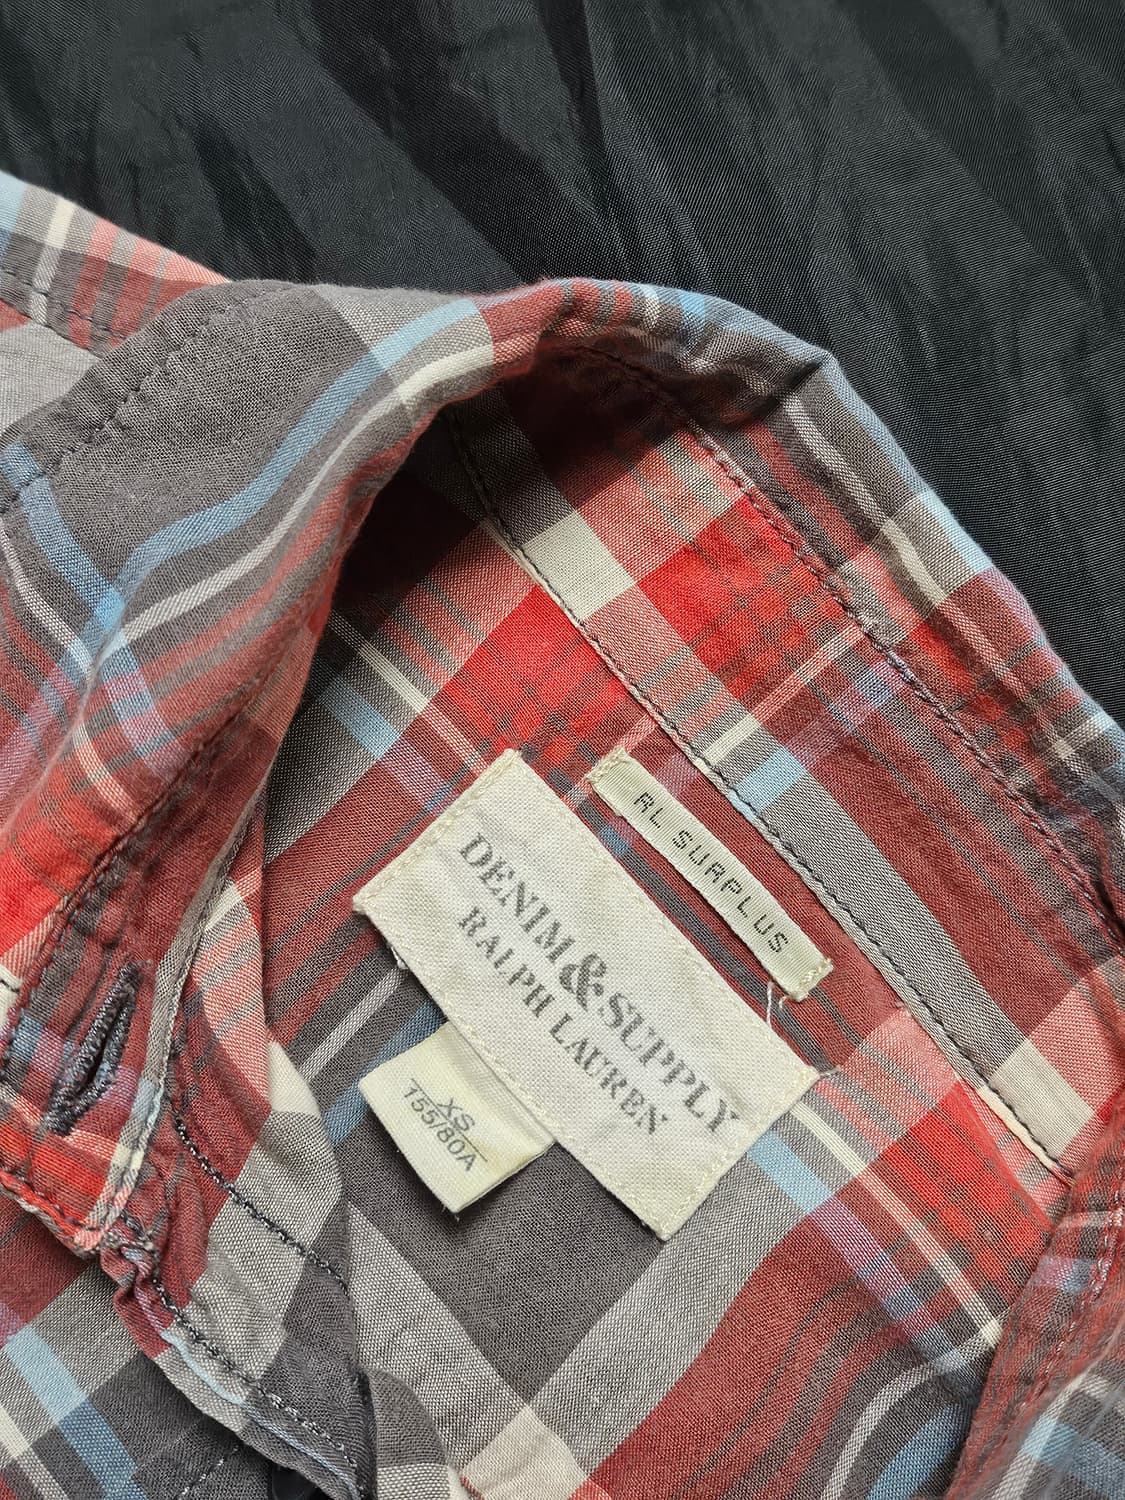 RL SURPLUS
DENIM & SUPPLY
RALPH LAUREN
XS
155/80A